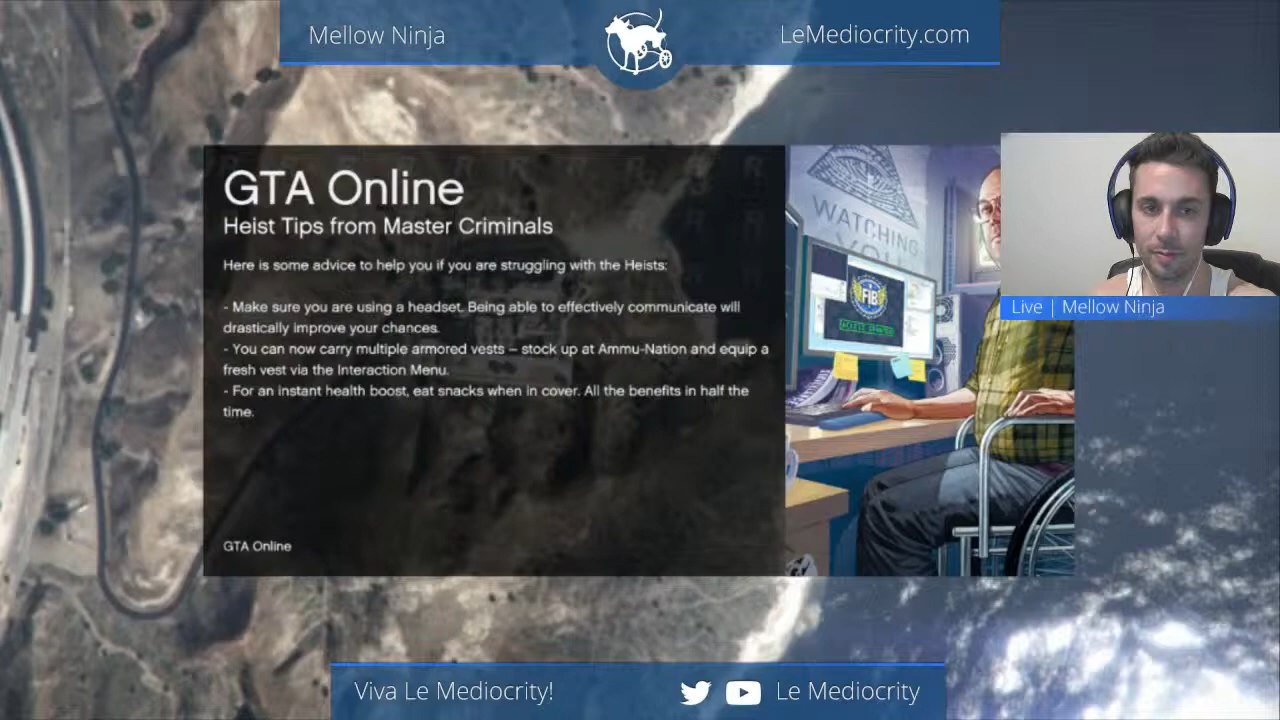 Mellow Ninja
LeMediocrity.com
GTA Online
Heist Tips from Master Criminals
Here is some advice to help you if you are struggling with the Heists:
- Make sure you are using a headset. Being able to effectively communicate will
drastically improve your chances.
- You can now carry multiple armored vests – stock up at Ammu-Nation and equip a
fresh vest via the Interaction Menu.
- For an instant health boost, eat snacks when in cover. All the benefits in half the
time.
GTA Online
WATCHING
YOU
FIB
Live | Mellow Ninja
Viva Le Mediocrity!
Le Mediocrity